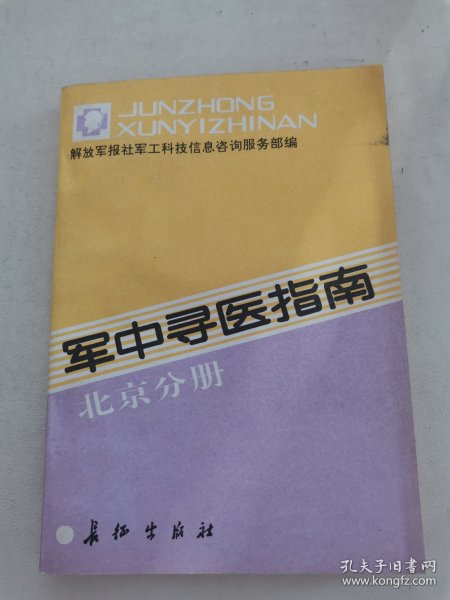 JUNZHONG
XUNYIZHINAN
解放军报社军工科技信息咨询服务部编
军中寻医指南
北京分册
长征出版社
孔夫子旧书网
www.kongfz.com